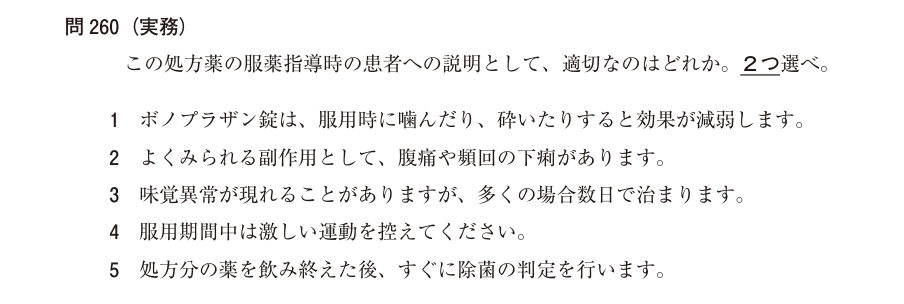 問 260（実務）
この処方薬の服薬指導時の患者への説明として、適切なのはどれか。２つ選べ。
1 ボノプラザン錠は、服用時に噛んだり、砕いたりすると効果が減弱します。
2 よくみられる副作用として、腹痛や頻回の下痢があります。
3 味覚異常が現れることがありますが、多くの場合数日で治まります。
4 服用期間中は激しい運動を控えてください。
5 処方分の薬を飲み終えた後、すぐに除菌の判定を行います。